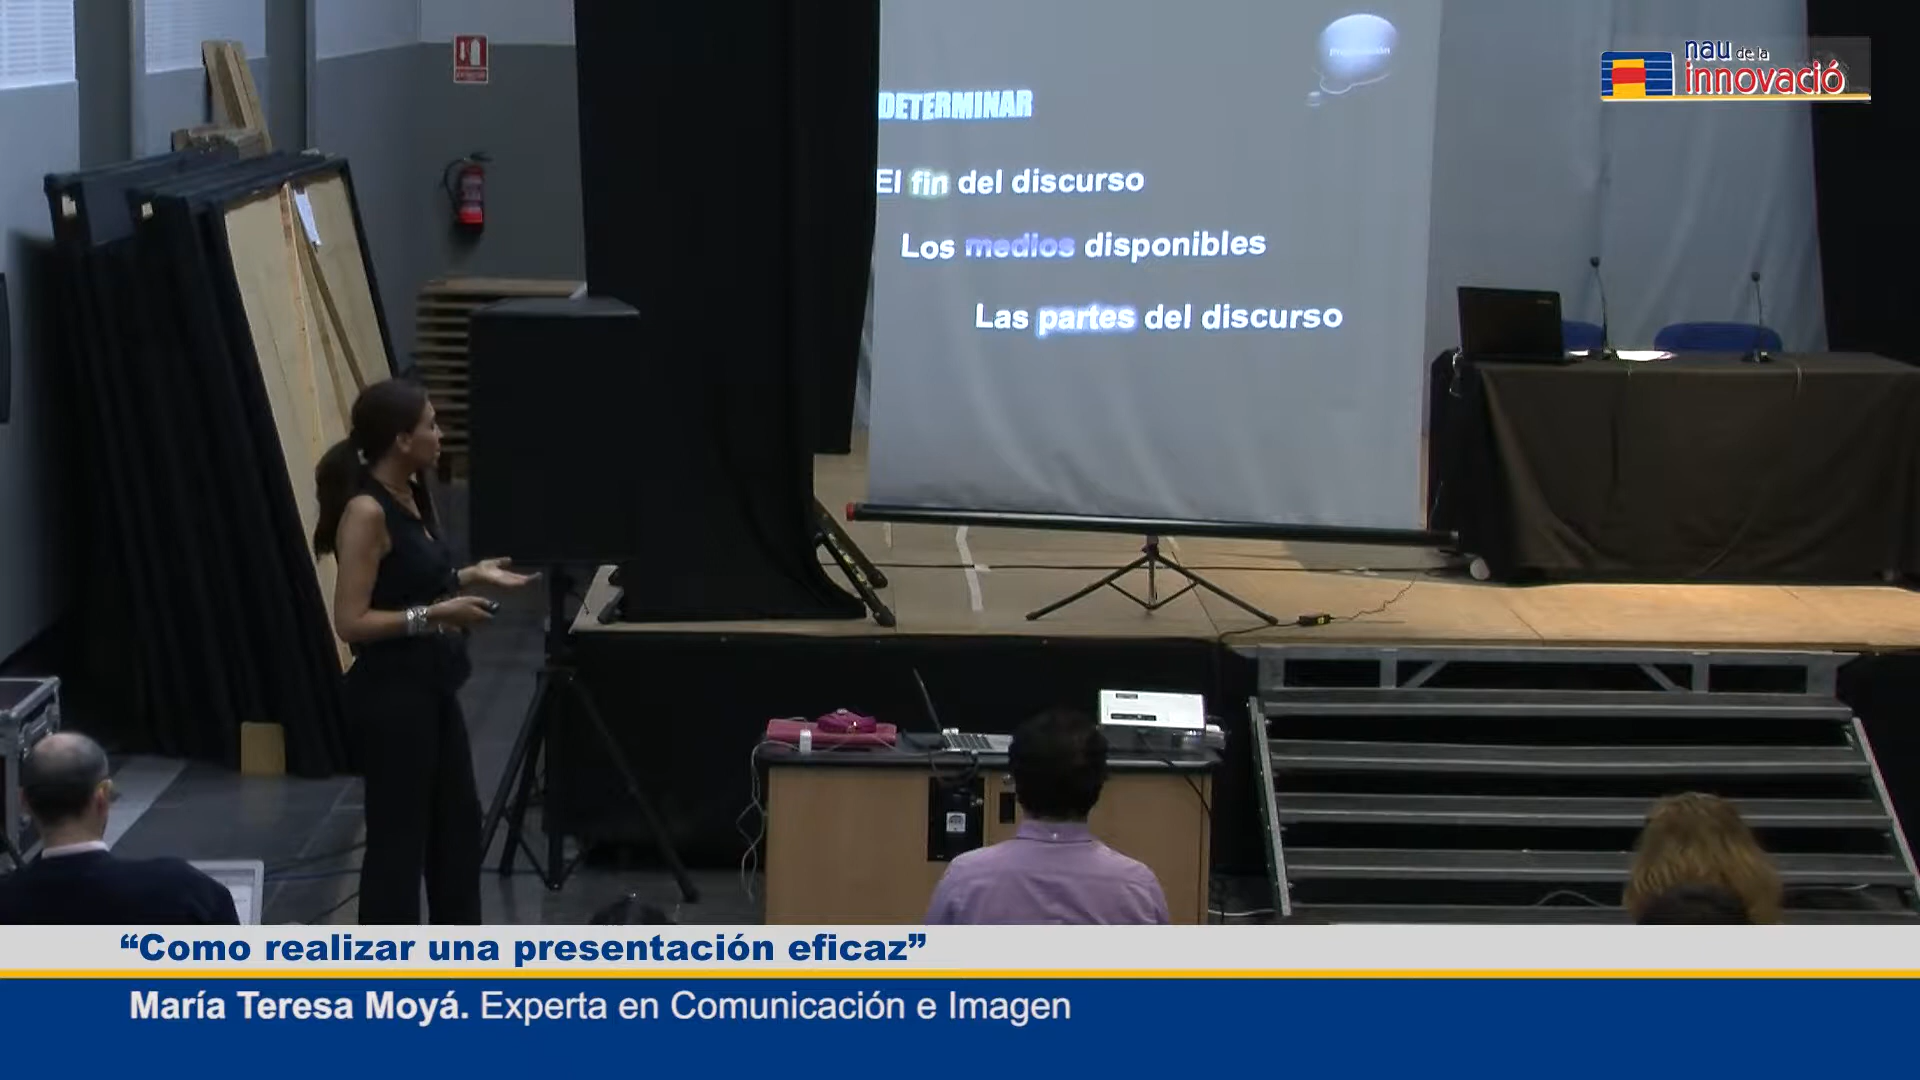 nau de la
innovació
Preparación
DETERMINAR
El fin del discurso
Los medios disponibles
Las partes del discurso
“Como realizar una presentación eficaz”
María Teresa Moyá. Experta en Comunicación e Imagen